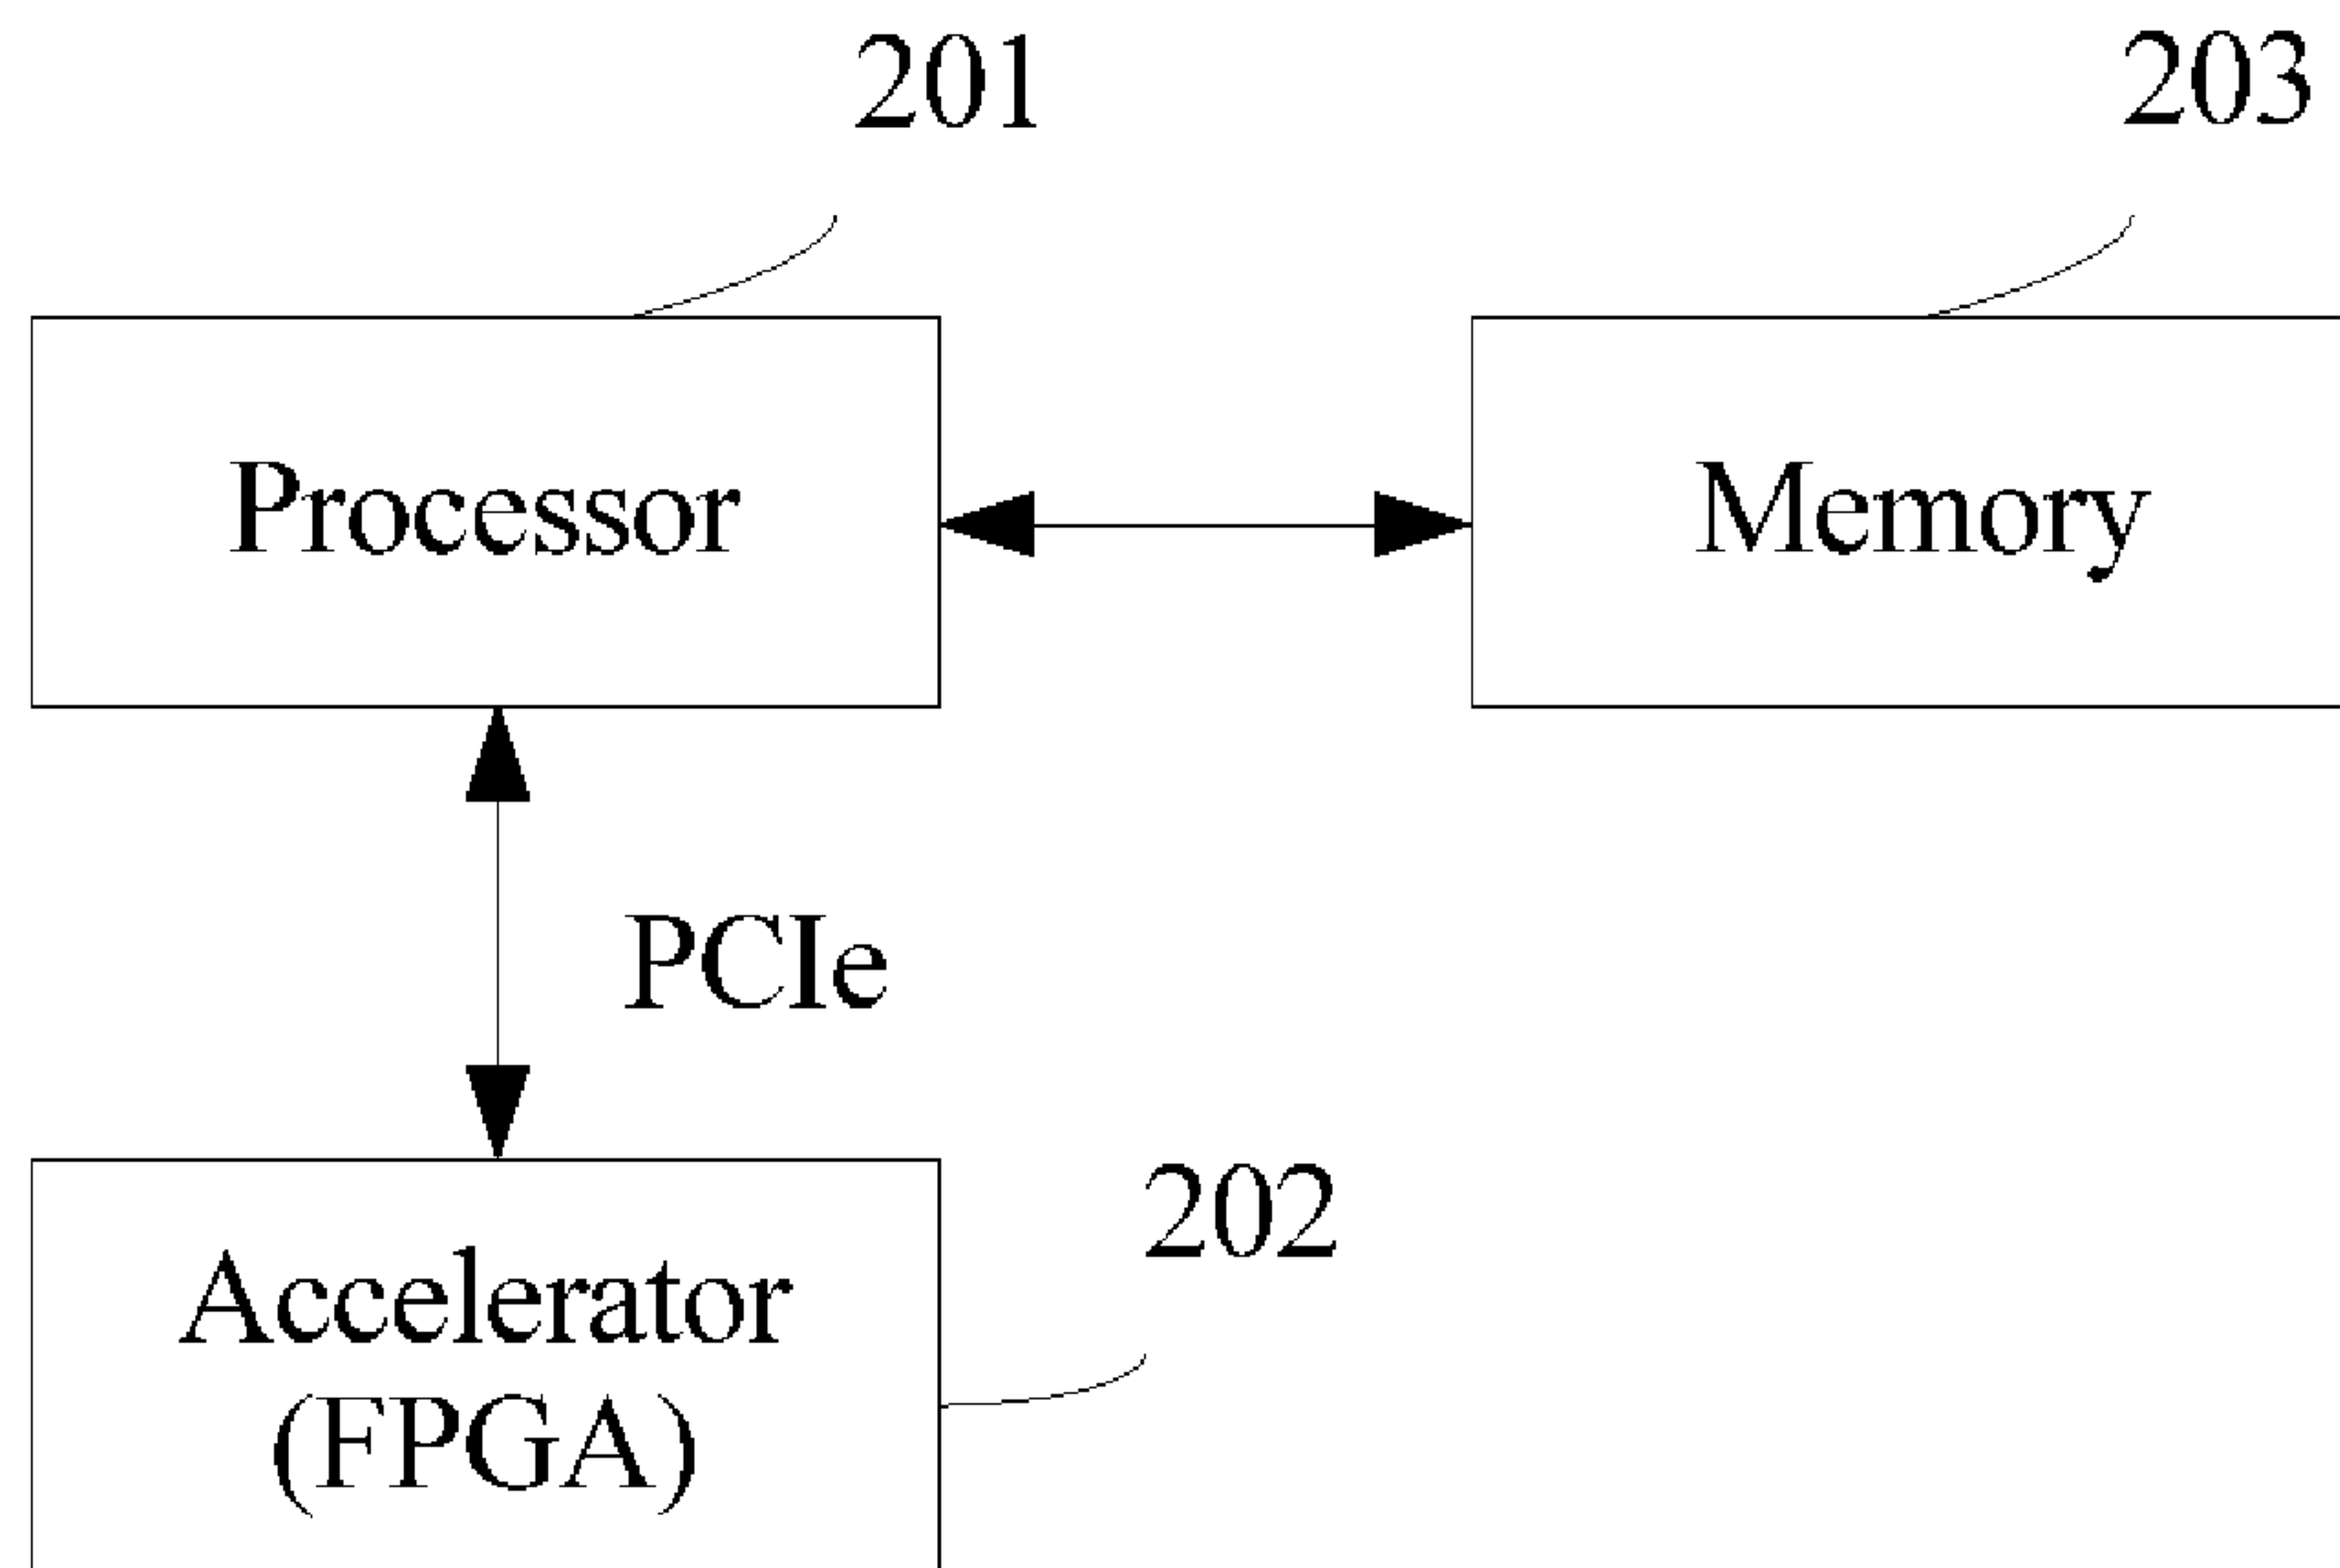 201
203
Processor
Memory
PCIe
202
Accelerator
(FPGA)